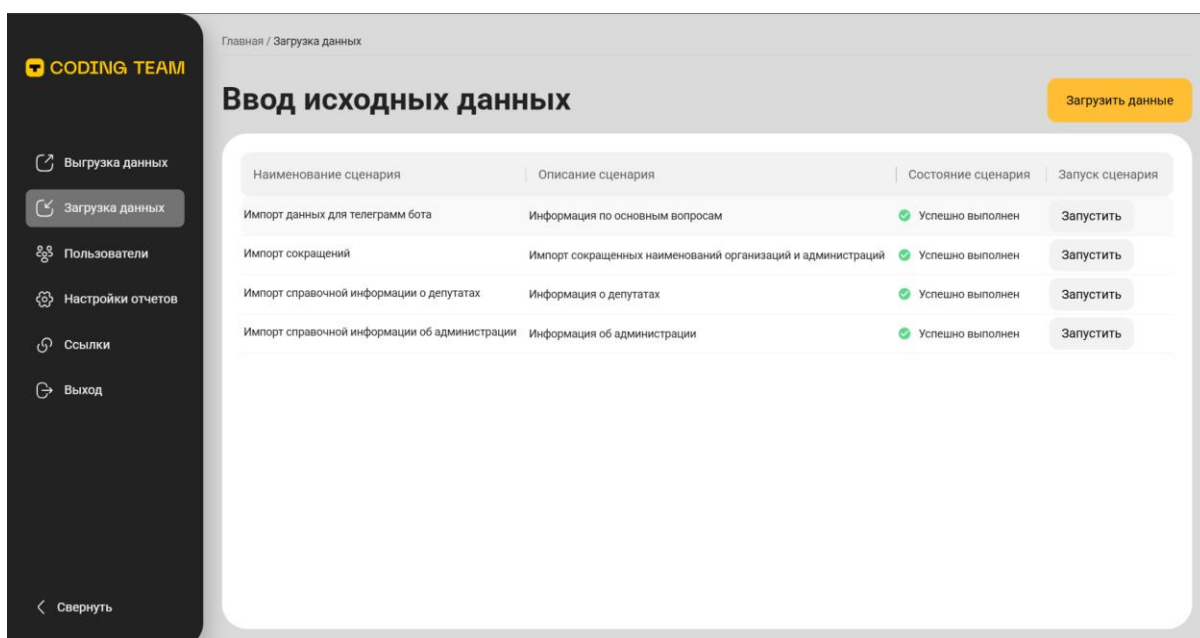 CODING TEAM
Выгрузка данных
Загрузка данных
Пользователи
Настройки отчетов
Ссылки
Выход
Свернуть
Главная / Загрузка данных
Ввод исходных данных
Загрузить данные
Наименование сценария Описание сценария Состояние сценария Запуск сценария
Импорт данных для телеграмм бота Информация по основным вопросам Успешно выполнен Запустить
Импорт сокращений Импорт сокращенных наименований организаций и администраций Успешно выполнен Запустить
Импорт справочной информации о депутатах Информация о депутатах Успешно выполнен Запустить
Импорт справочной информации об администрации Информация об администрации Успешно выполнен Запустить